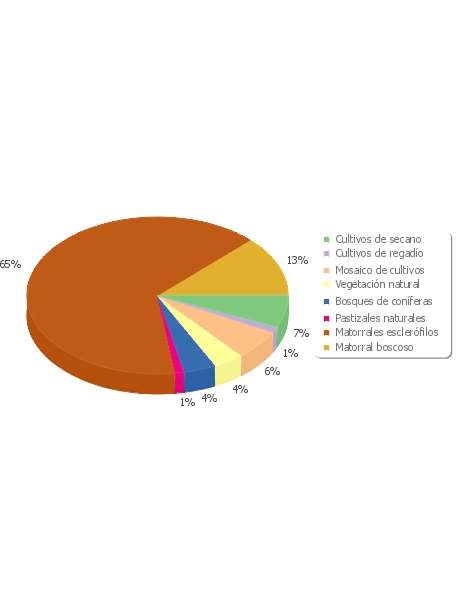 65%
13%
7%
1%
6%
4%
4%
1%
Cultivos de secano
Cultivos de regadío
Mosaico de cultivos
Vegetación natural
Bosques de coníferas
Pastizales naturales
Matorrales esclerófilos
Matorral boscoso